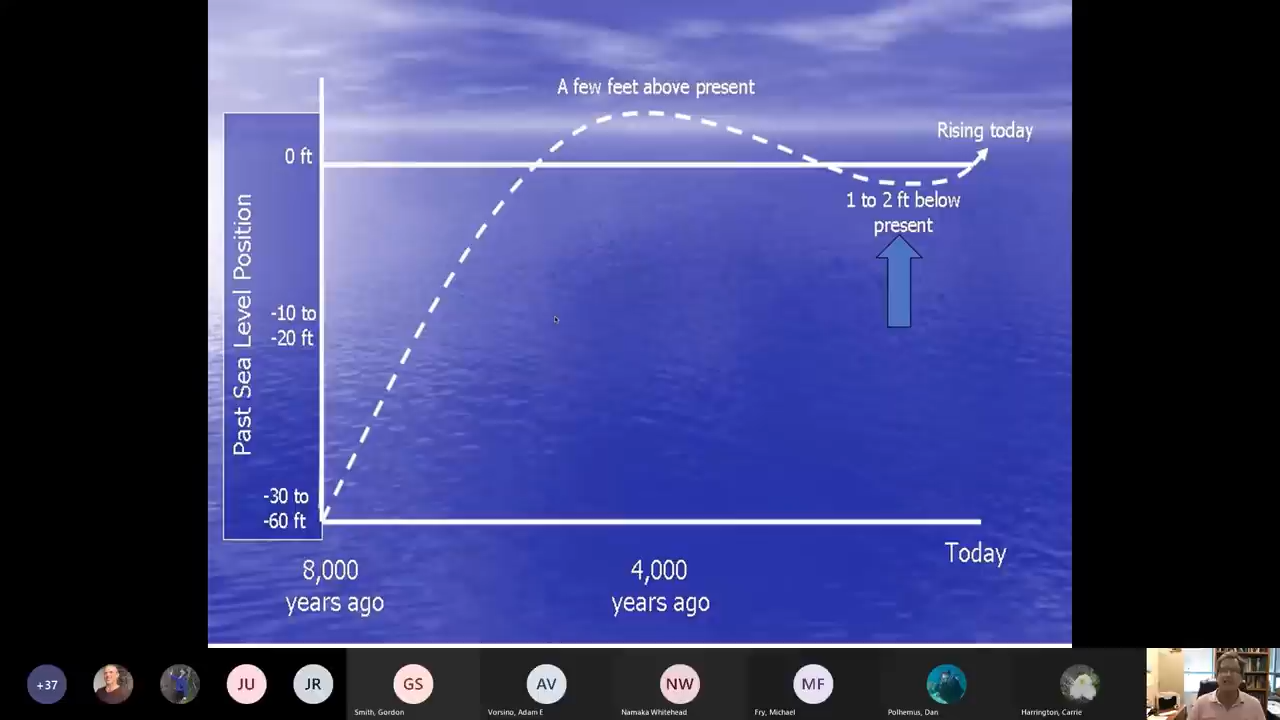 A few feet above present
Rising today
0 ft
1 to 2 ft below
present
Past Sea Level Position
-10 to
-20 ft
-30 to
-60 ft
8,000
years ago
4,000
years ago
Today
+37
JU
JR
GS
AV
NW
MF
Smith, Gordon
Vorsino, Adam E
Namaka Whitehead
Fry, Michael
Polhemus, Dan
Harrington, Carrie